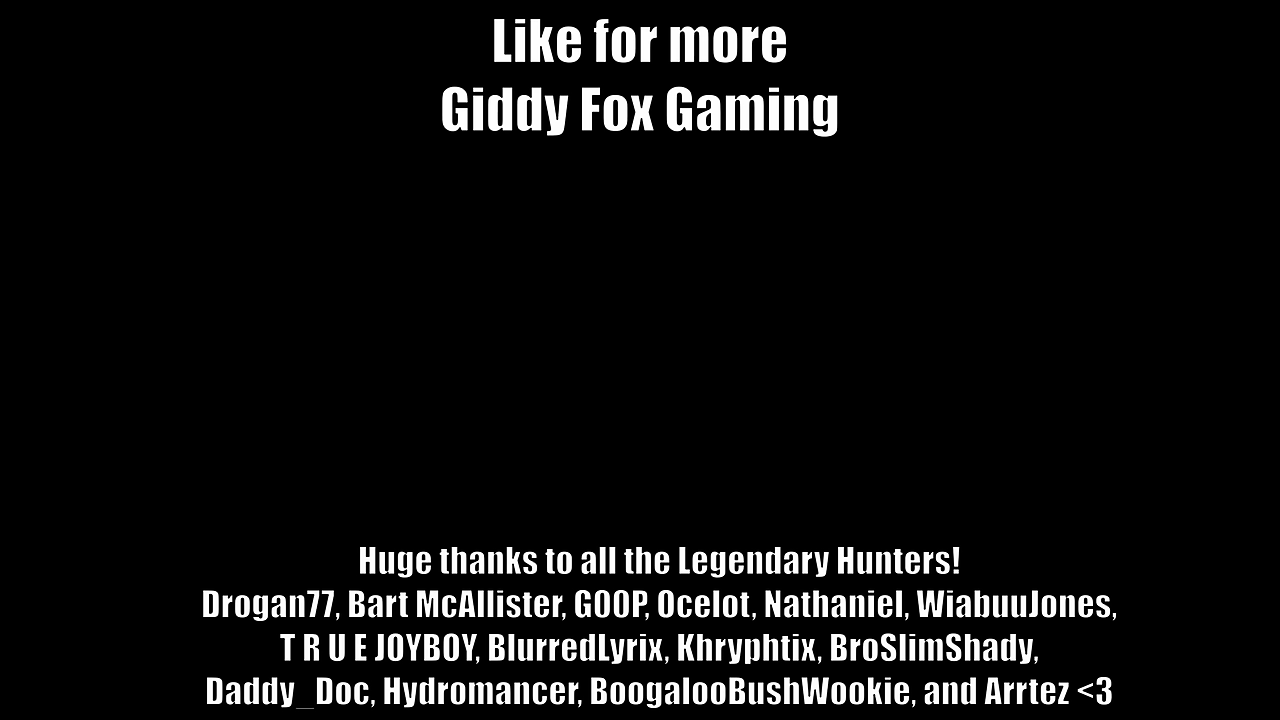 Like for more
Giddy Fox Gaming
Huge thanks to all the Legendary Hunters!
Drogan77, Bart McAllister, GOOP, Ocelot, Nathaniel, WiabuuJones,
T R U E JOYBOY, BlurredLyrix, Khryphtix, BroSlimShady,
Daddy_Doc, Hydromancer, BoogalooBushWookie, and Arrtez <3